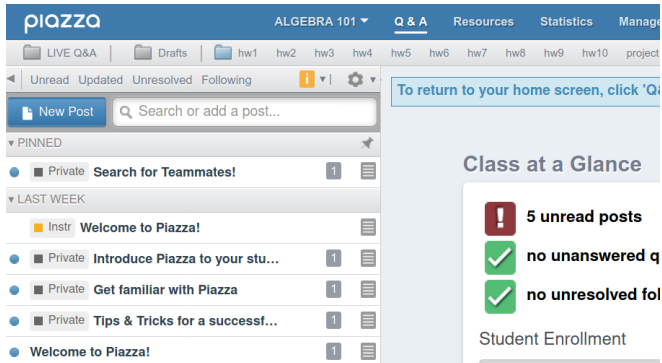 piazza ALGEBRA 101 Q & A Resources Statistics Manage
LIVE Q&A Drafts hw1 hw2 hw3 hw4 hw5 hw6 hw7 hw8 hw9 hw10 project
Unread Updated Unresolved Following i
To return to your home screen, click 'Q&
New Post Search or add a post...
PINNED
Private Search for Teammates! 1
Class at a Glance
LAST WEEK
5 unread posts
Instr Welcome to Piazza!
no unanswered q
Private Introduce Piazza to your stu... 1
Private Get familiar with Piazza 1
no unresolved fol
Private Tips & Tricks for a successf... 1
Student Enrollment
Welcome to Piazza! 1